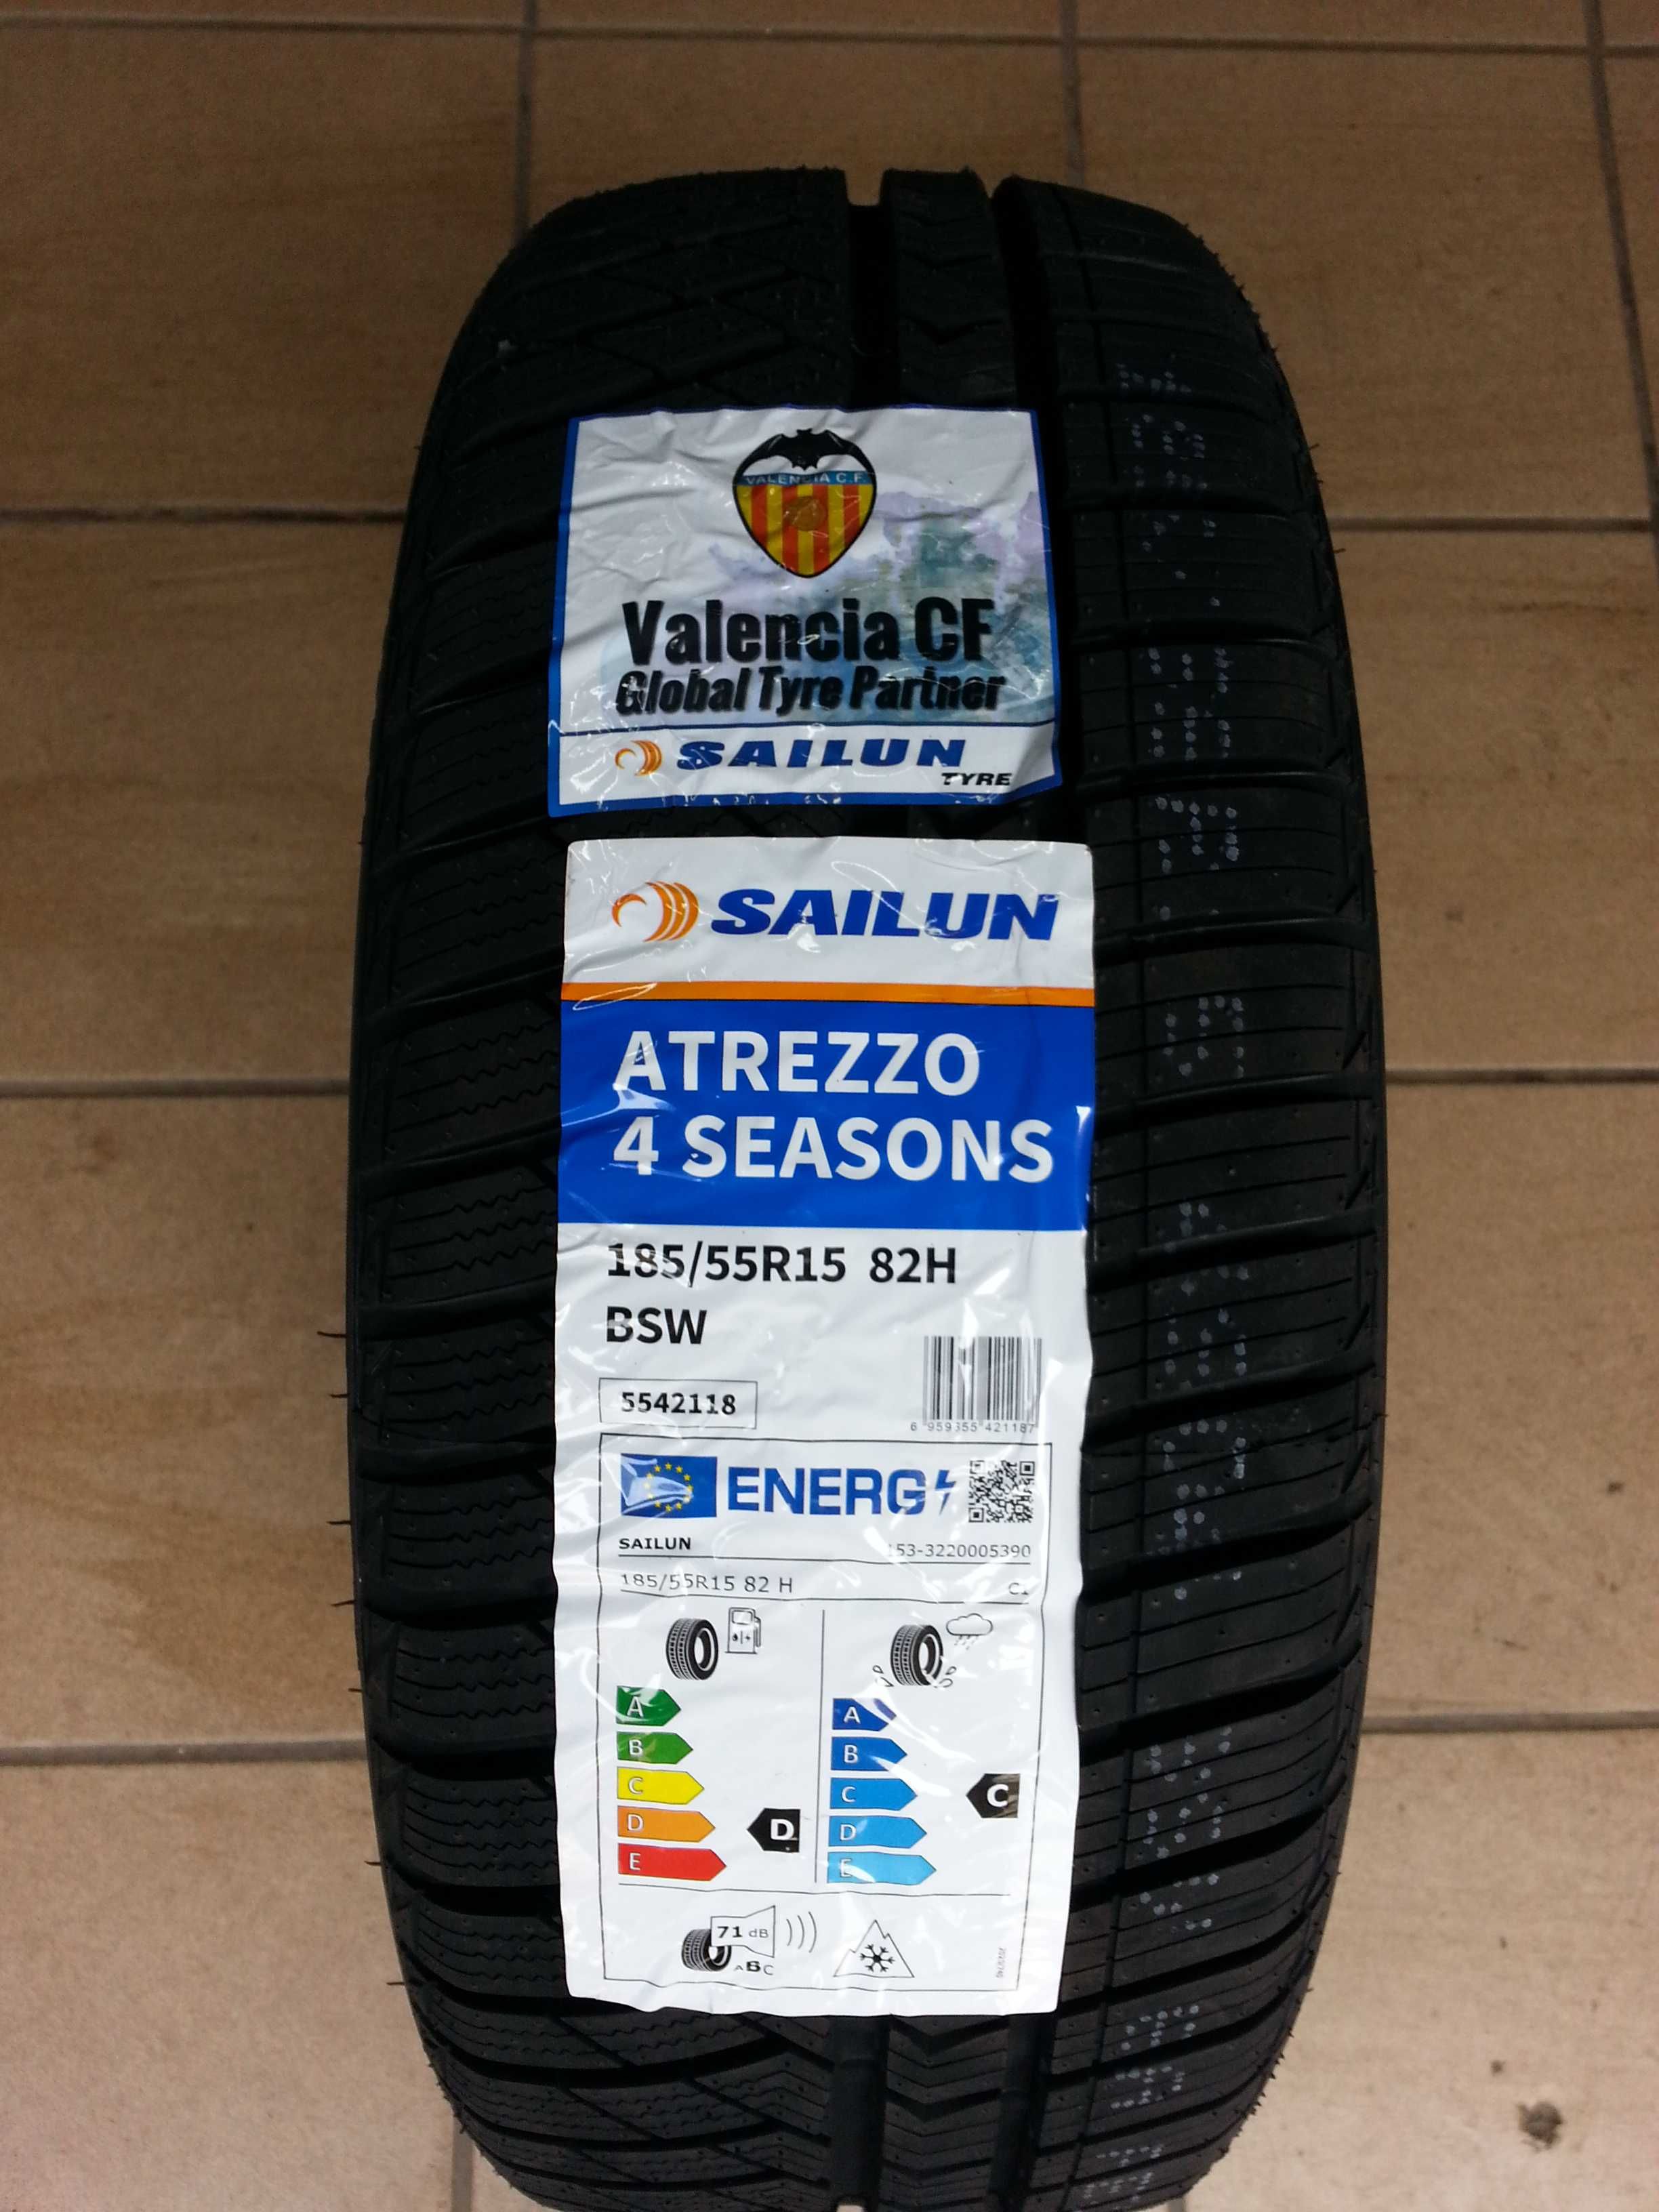 VALENCIA C.F.
Valencia CF
Global Tyre Partner
SAILUN
TYRE
SAILUN
ATREZZO
4 SEASONS
185/55R15 82H
BSW
5542118
6 959355 421187
ENERG
SAILUN
153-3220005390
185/55R15 82 H
C1
A
B
C
D
E
D
A
B
C
D
E
C
71 dB
ABC